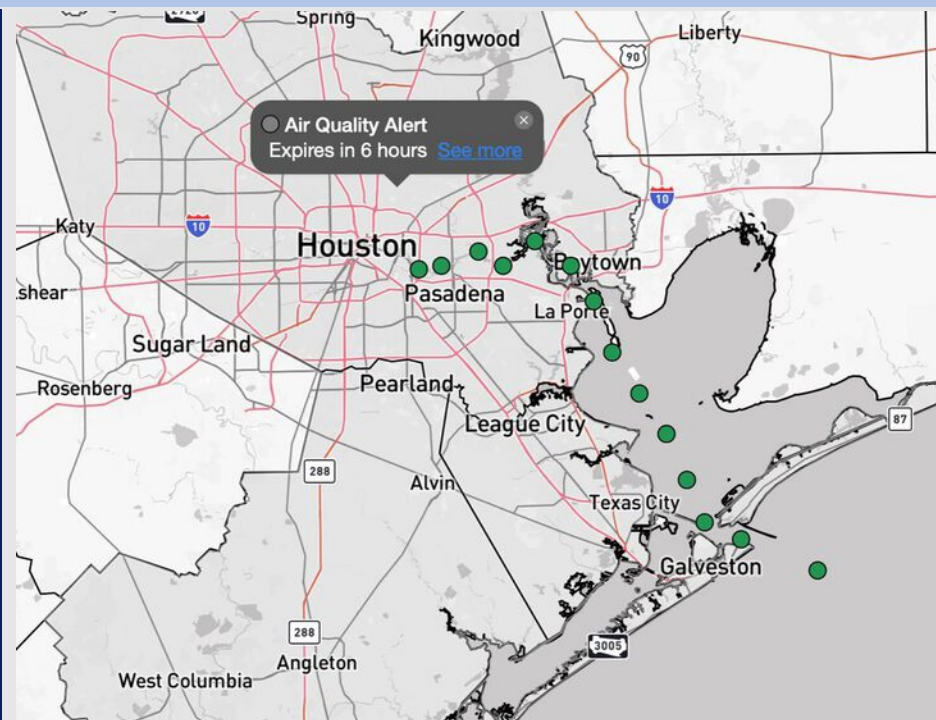 Spring
Kingwood
Liberty
90
Air Quality Alert
Expires in 6 hours See more
Katy
10
10
Houston
Baytown
Pasadena
La Porte
Sugar Land
Rosenberg
Pearland
League City
87
288
Alvin
Texas City
Galveston
288
3005
Angleton
West Columbia